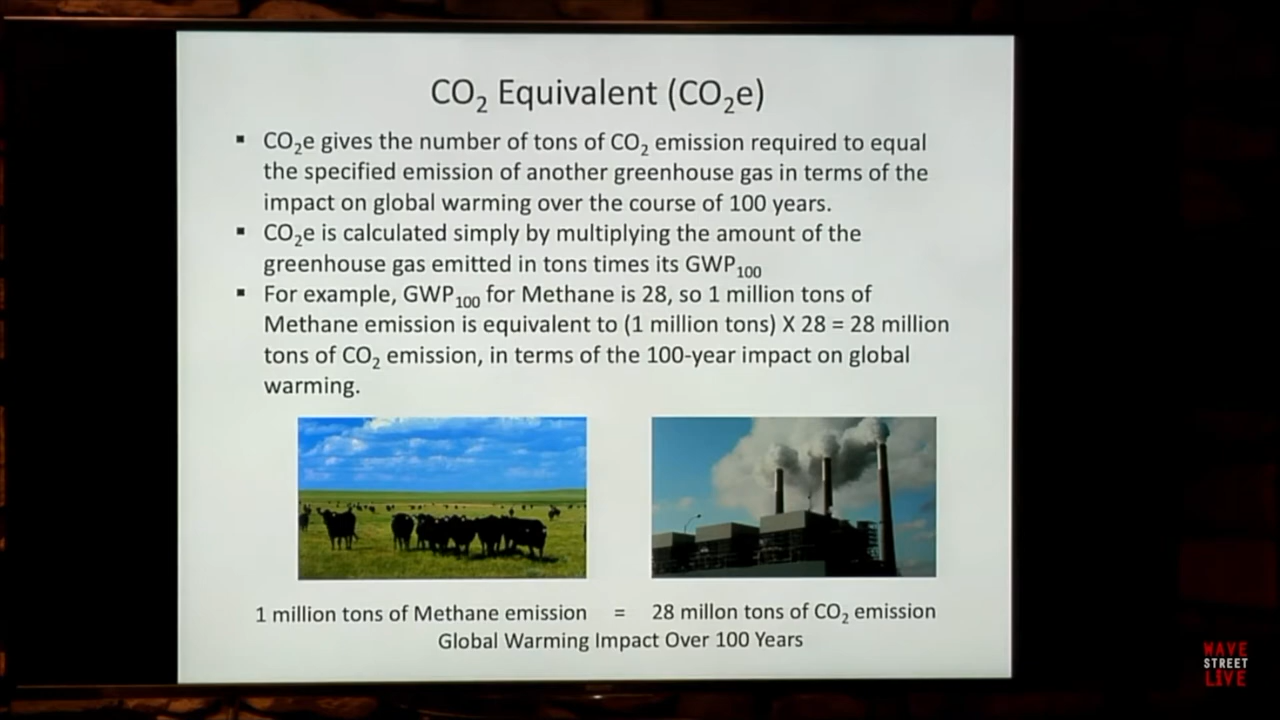 CO₂ Equivalent (CO₂e)
▪ CO₂e gives the number of tons of CO₂ emission required to equal
the specified emission of another greenhouse gas in terms of the
impact on global warming over the course of 100 years.
▪ CO₂e is calculated simply by multiplying the amount of the
greenhouse gas emitted in tons times its GWP₁₀₀
▪ For example, GWP₁₀₀ for Methane is 28, so 1 million tons of
Methane emission is equivalent to (1 million tons) X 28 = 28 million
tons of CO₂ emission, in terms of the 100-year impact on global
warming.
1 million tons of Methane emission = 28 millon tons of CO₂ emission
Global Warming Impact Over 100 Years
WAVE
STREET
LIVE